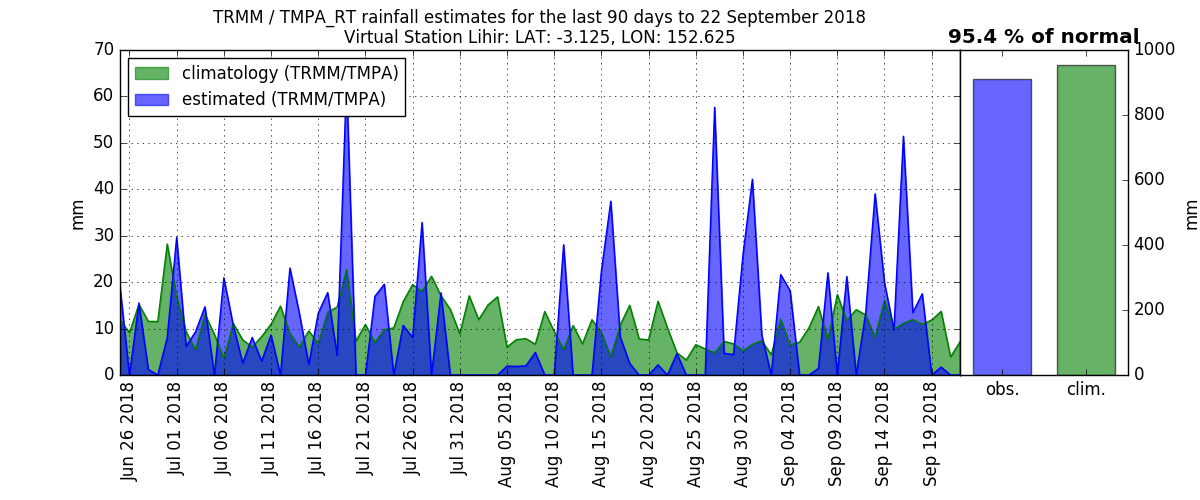 TRMM / TMPA_RT rainfall estimates for the last 90 days to 22 September 2018
Virtual Station Lihir: LAT: -3.125, LON: 152.625
95.4 % of normal
climatology (TRMM/TMPA)
estimated (TRMM/TMPA)
mm
70
60
50
40
30
20
10
0
Jun 26 2018
Jul 01 2018
Jul 06 2018
Jul 11 2018
Jul 16 2018
Jul 21 2018
Jul 26 2018
Jul 31 2018
Aug 05 2018
Aug 10 2018
Aug 15 2018
Aug 20 2018
Aug 25 2018
Aug 30 2018
Sep 04 2018
Sep 09 2018
Sep 14 2018
Sep 19 2018
obs.
clim.
1000
800
600
400
200
0
mm